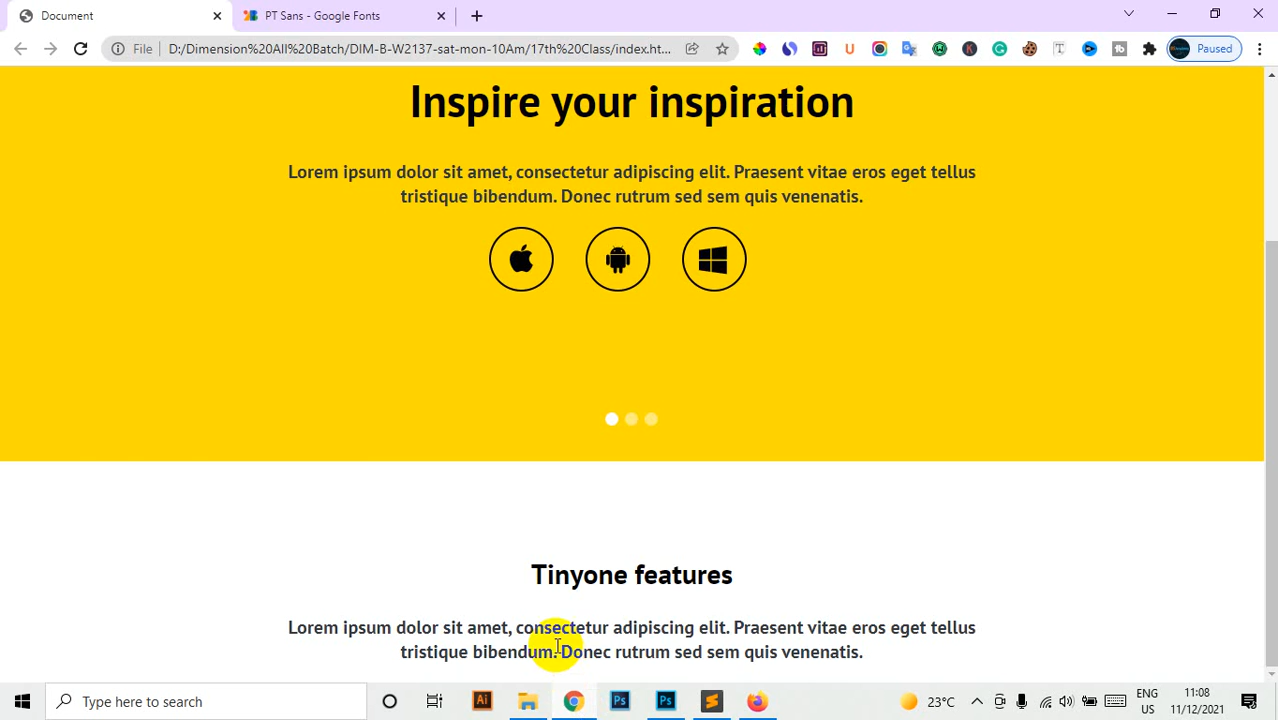 Document
PT Sans - Google Fonts
File
D:/Dimension%20All%20Batch/DIM-B-W2137-sat-mon-10Am/17th%20Class/index.ht...
Paused
Inspire your inspiration
Lorem ipsum dolor sit amet, consectetur adipiscing elit. Praesent vitae eros eget tellus
tristique bibendum. Donec rutrum sed sem quis venenatis.
Tinyone features
Lorem ipsum dolor sit amet, consectetur adipiscing elit. Praesent vitae eros eget tellus
tristique bibendum. Donec rutrum sed sem quis venenatis.
Type here to search
Ai
Ps
Ps
23°C
ENG
US
11:08
11/12/2021